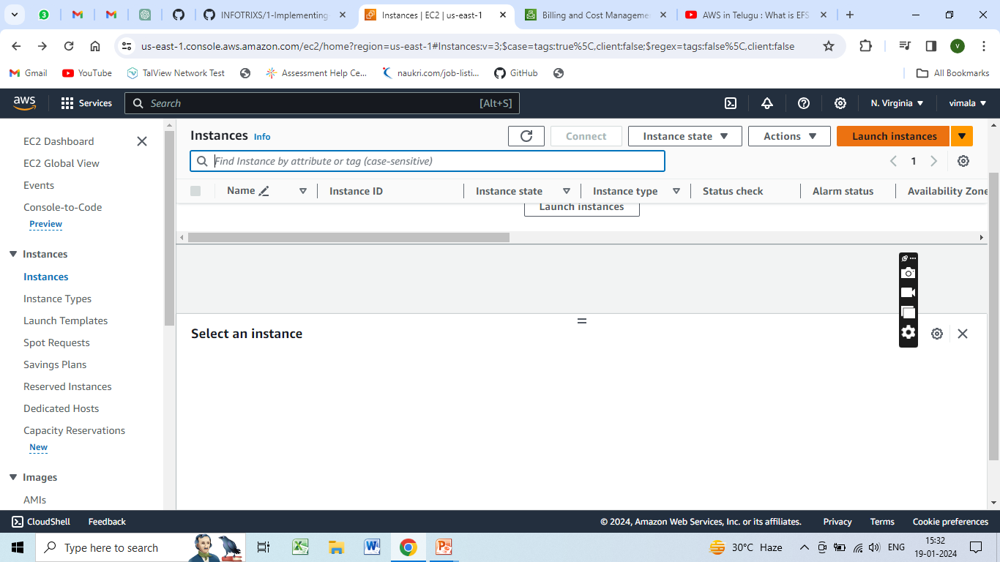 3
INFOTRIXS/1-Implementing
Instances | EC2 | us-east-1
Billing and Cost Manageme
AWS in Telugu : What is EFS
us-east-1.console.aws.amazon.com/ec2/home?region=us-east-1#Instances:v=3;$case=tags:true%5C,client:false;$regex=tags:false%5C,client:false
V
Gmail
YouTube
TalView Network Test
Assessment Help Ce...
naukri.com/job-listi...
GitHub
All Bookmarks
aws
Services
Search
[Alt+S]
N. Virginia
vimala
EC2 Dashboard
EC2 Global View
Events
Console-to-Code
Preview
Instances
Instances
Instance Types
Launch Templates
Spot Requests
Savings Plans
Reserved Instances
Dedicated Hosts
Capacity Reservations
New
Images
AMIs
Instances Info
Connect
Instance state
Actions
Launch instances
Find Instance by attribute or tag (case-sensitive)
1
Name
Instance ID
Instance state
Instance type
Status check
Alarm status
Availability Zone
Launch instances
Select an instance
CloudShell
Feedback
© 2024, Amazon Web Services, Inc. or its affiliates.
Privacy
Terms
Cookie preferences
Type here to search
30°C Haze
ENG
15:32
19-01-2024